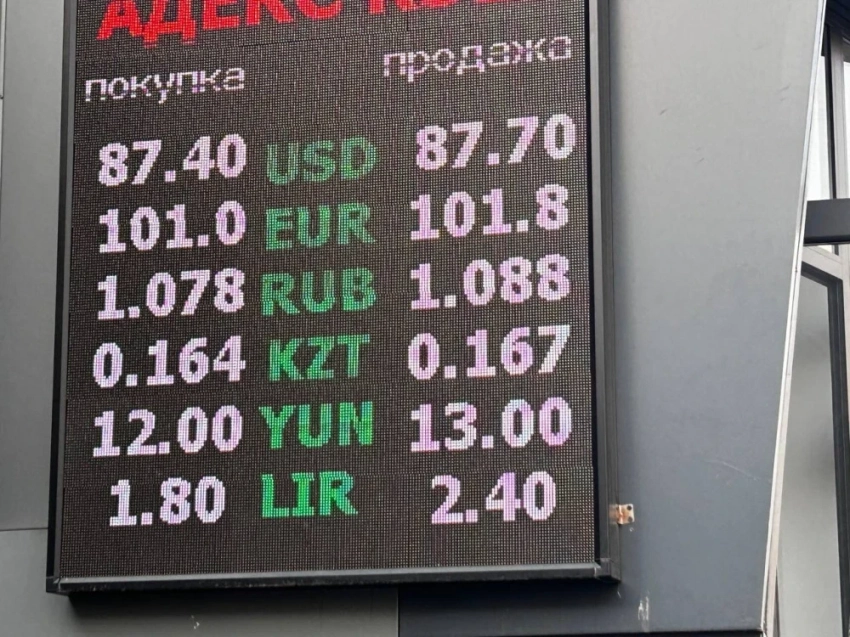 АДЕКС
покупка продажа
87.40 USD 87.70
101.0 EUR 101.8
1.078 RUB 1.088
0.164 KZT 0.167
12.00 YUN 13.00
1.80 LIR 2.40